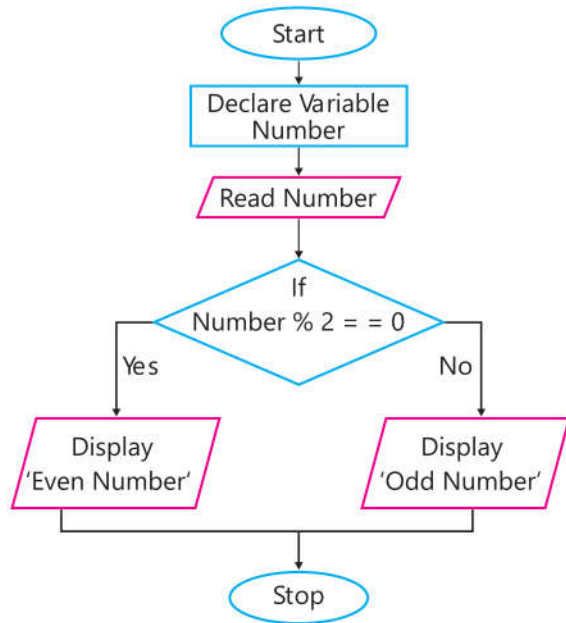 Start
Declare Variable
Number
Read Number
If
Number % 2 = = 0
Yes
No
Display
‘Even Number‘
Display
‘Odd Number‘
Stop